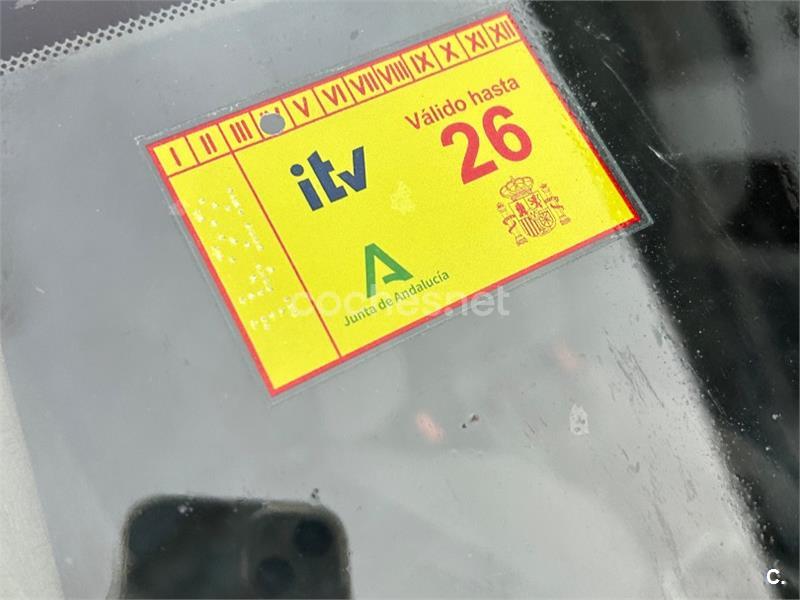 I II III IV V VI VII VIII IX X XI XII
Válido hasta
26
itv
Junta de Andalucía
coches.net
C.